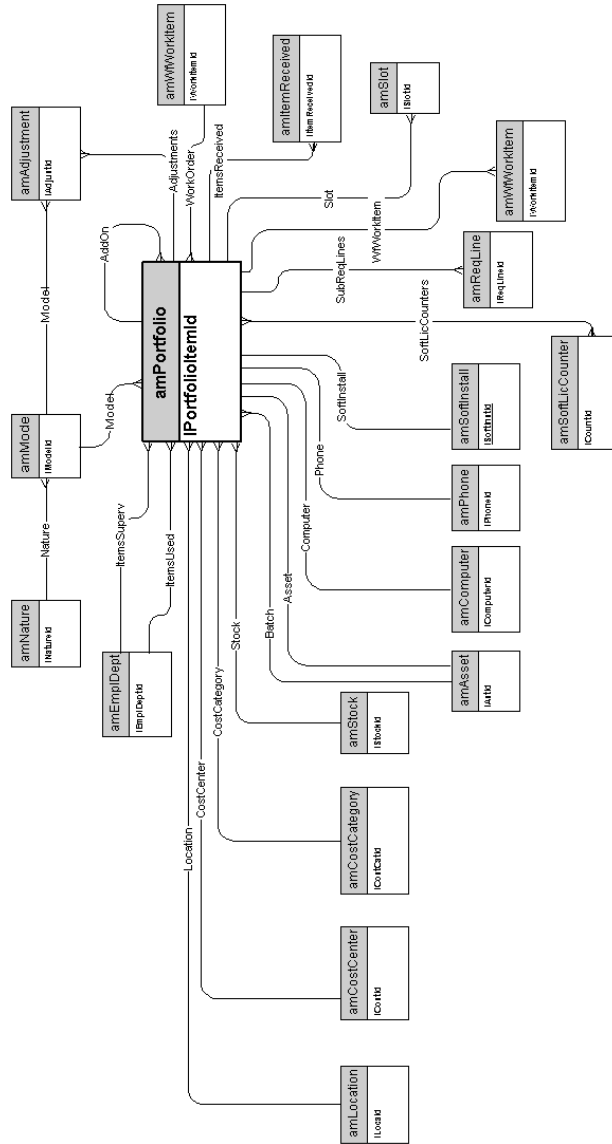 amNature
lNatureId
Nature
amMode
lModelId
Model
amAdjustment
lAdjustId
AddOn
Model
ItemsSuperv
amEmplDept
lEmplDeptId
ItemsUsed
amPortfolio
lPortfolioItemId
Adjustments
WorkOrder
amWfWorkItem
lWorkItemId
ItemsReceived
amItemReceived
lItemReceivedId
Location
CostCenter
CostCategory
Stock
Batch
Asset
Computer
Phone
SoftInstall
SoftLicCounters
SubReqLines
WfWorkItem
Slot
amSlot
lSlotId
amLocation
lLocaId
amCostCenter
lCostId
amCostCategory
lCostCatId
amStock
lStockId
amAsset
lAstId
amComputer
lComputerId
amPhone
lPhoneId
amSoftInstall
lSoftInstId
amReqLine
lReqLineId
amWfWorkItem
lWorkItemId
amSoftLicCounter
lCountId